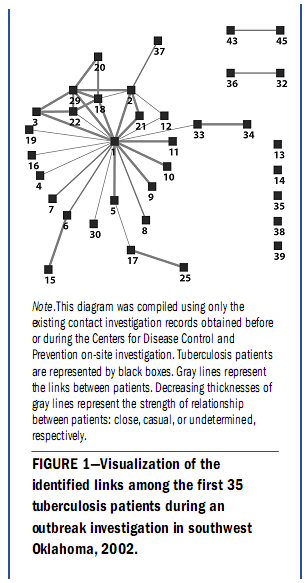 43 45
37
20
36 32
29 2
18
3 22 21 12 33 34
19
1 11
13
16
10
4 14
9
7 5 35
6 8
30 38
17
39
15 25
Note.This diagram was compiled using only the
existing contact investigation records obtained before
or during the Centers for Disease Control and
Prevention on-site investigation. Tuberculosis patients
are represented by black boxes. Gray lines represent
the links between patients. Decreasing thicknesses of
gray lines represent the strength of relationship
between patients: close, casual, or undetermined,
respectively.
FIGURE 1—Visualization of the
identified links among the first 35
tuberculosis patients during an
outbreak investigation in southwest
Oklahoma, 2002.